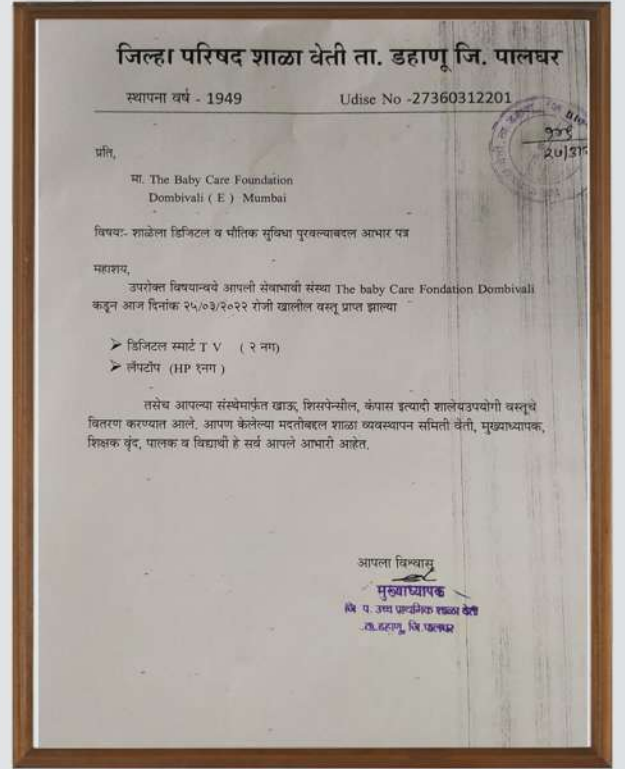 जिल्हा परिषद शाळा वेती ता. डहाणू जि. पालघर
स्थापना वर्ष - 1949 Udise No -27360312201
प्रति,
मा. The Baby Care Foundation
Dombivali ( E ) Mumbai
विषयः- शाळेला डिजिटल व भौतिक सुविधा पुरवल्याबदल आभार पत्र
महाशय,
उपरोक्त विषयान्वये आपली सेवाभावी संस्था The baby Care Fondation Dombivali
कडून आज दिनांक २५/०३/२०२२ रोजी खालील वस्तू प्राप्त झाल्या
➢ डिजिटल स्मार्ट T V ( २ नग)
➢ लॅपटॉप (HP १नग )
तसेच आपल्या संस्थेमार्फत खाऊ, शिसपेन्सील, कंपास इत्यादी शालेयउपयोगी वस्तूचे
वितरण करण्यात आले. आपण केलेल्या मदतीबद्दल शाळा व्यवस्थापन समिती वेती, मुख्याध्यापक,
शिक्षक वृंद, पालक व विद्यार्थी हे सर्व आपले आभारी आहेत.
आपला विश्वासू
मुख्याध्यापक
जि. प. उच्च प्राथमिक शाळा वेती
ता. डहाणू, जि. पालघर